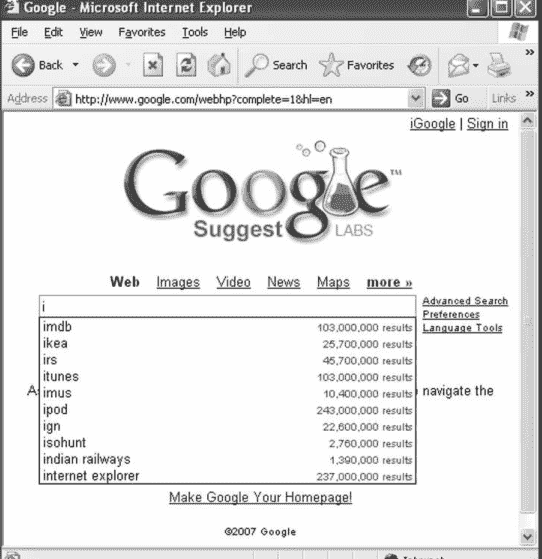 Google - Microsoft Internet Explorer
File Edit View Favorites Tools Help
Back Search Favorites »
Address http://www.google.com/webhp?complete=1&hl=en Go Links »
iGoogle | Sign in
Google™
Suggest LABS
Web Images Video News Maps more »
i
Advanced Search
Preferences
Language Tools
imdb 103,000,000 results
ikea 25,700,000 results
irs 45,700,000 results
itunes 103,000,000 results
imus 10,400,000 results
navigate the
ipod 243,000,000 results
ign 22,600,000 results
isohunt 2,760,000 results
indian railways 1,390,000 results
internet explorer 237,000,000 results
Make Google Your Homepage!
©2007 Google